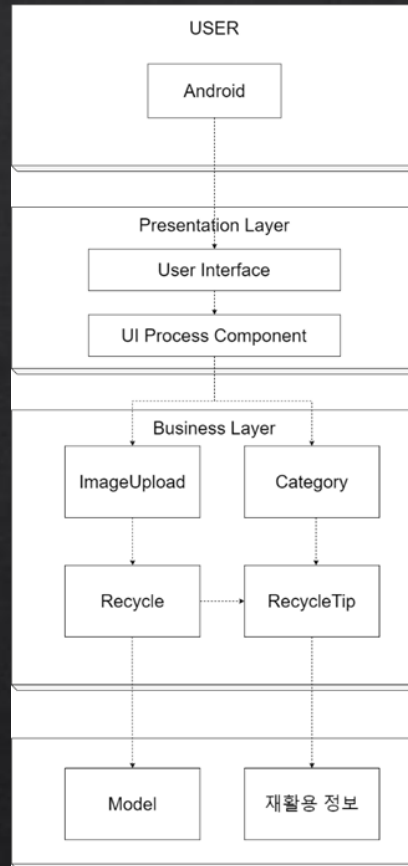 USER
Android
Presentation Layer
User Interface
UI Process Component
Business Layer
ImageUpload
Category
Recycle
RecycleTip
Model
재활용 정보